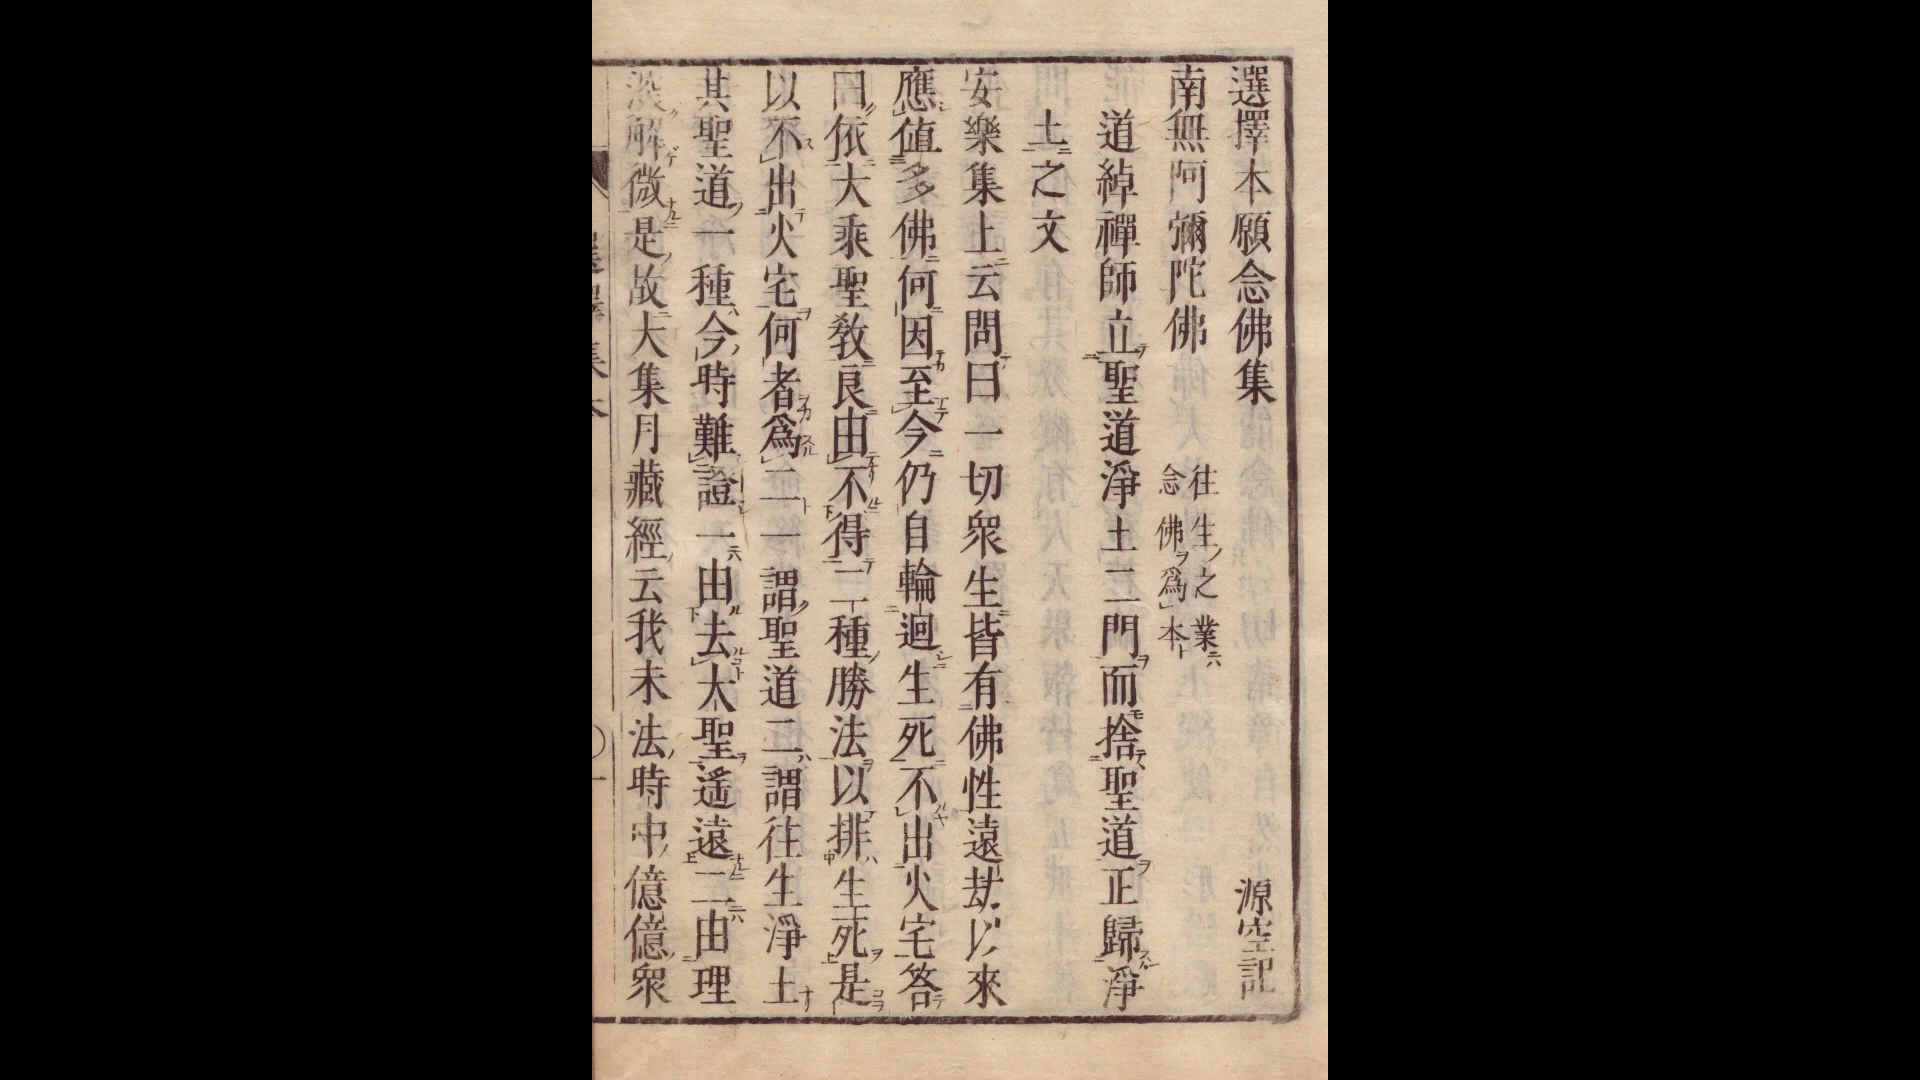 選擇本願念佛集 源空記
南無阿彌陀佛 往生之業
念佛爲本
道綽禪師立聖道淨土二門而捨聖道正歸淨
土之文
安樂集上云問曰一切衆生皆有佛性遠劫以來
應値多佛何因至今仍自輪迴生死不出火宅答
曰依大乘聖教良由不得二種勝法以排生死是
以不出火宅何者爲二一謂聖道二謂往生淨土
其聖道一種今時難證一由去大聖遙遠二由理
深解微是故大集月藏經云我末法時中億億衆